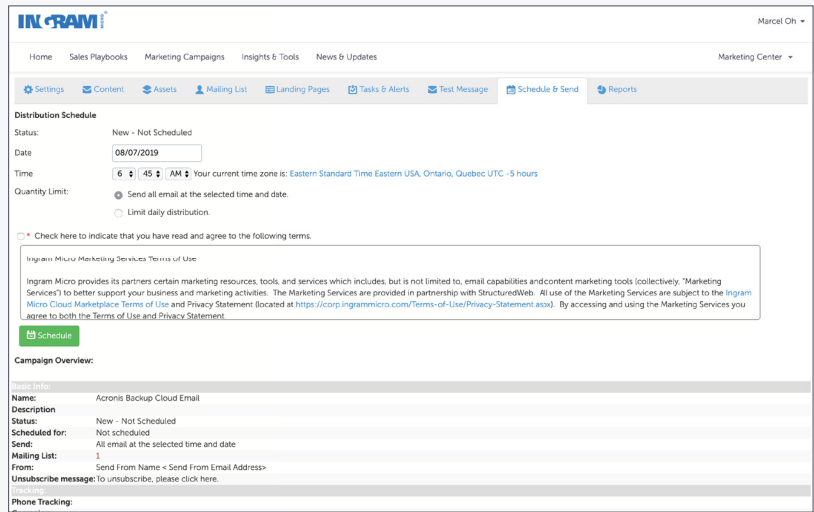 INGRAM
Marcel Oh
Home Sales Playbooks Marketing Campaigns Insights & Tools News & Updates Marketing Center
Settings Content Assets Mailing List Landing Pages Tasks & Alerts Test Message Schedule & Send Reports
Distribution Schedule
Status: New - Not Scheduled
Date 08/07/2019
Time 6 45 AM Your current time zone is: Eastern Standard Time Eastern USA, Ontario, Quebec UTC -5 hours
Quantity Limit: Send all email at the selected time and date.
Limit daily distribution.
* Check here to indicate that you have read and agree to the following terms.
Ingram Micro Marketing Services Terms of Use
Ingram Micro provides its partners certain marketing resources, tools, and services which includes, but is not limited to, email capabilities andcontent marketing tools (collectively, "Marketing
Services") to better support your business and marketing activities. The Marketing Services are provided in partnership with StructuredWeb. All use of the Marketing Services are subject to the Ingram
Micro Cloud Marketplace Terms of Use and Privacy Statement (located at https://corp.ingrammicro.com/Terms-of-Use/Privacy-Statement.aspx). By accessing and using the Marketing Services you
agree to both the Terms of Use and Privacy Statement.
Schedule
Campaign Overview:
Basic Info:
Name: Acronis Backup Cloud Email
Description
Status: New - Not Scheduled
Scheduled for: Not scheduled
Send: All email at the selected time and date
Mailing List: 1
From: Send From Name < Send From Email Address>
Unsubscribe message: To unsubscribe, please click here.
Tracking:
Phone Tracking: